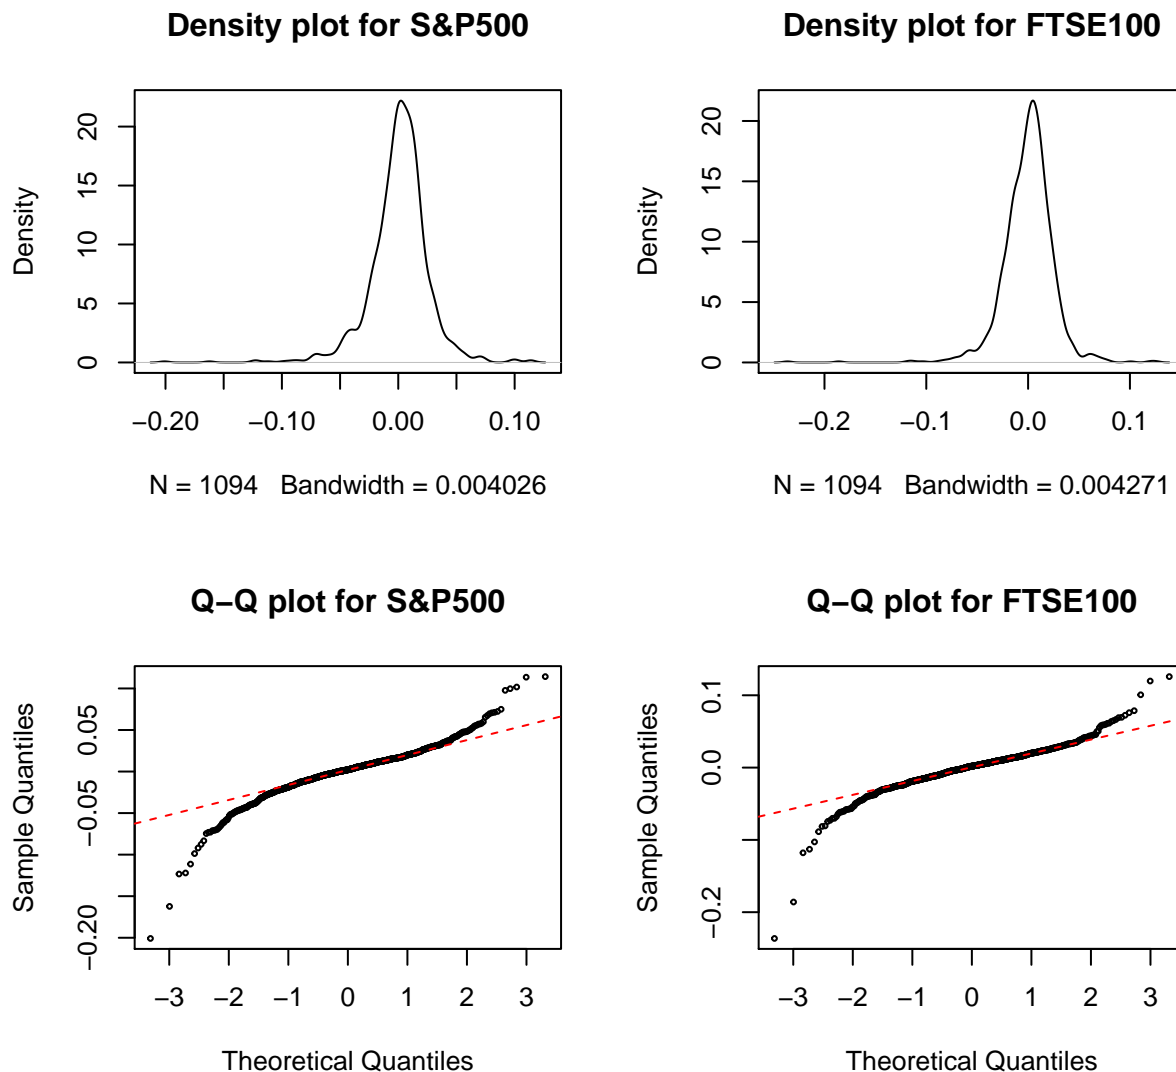 Density plot for S&P500
Density
0 5 10 15 20
−0.20 −0.10 0.00 0.10
N = 1094 Bandwidth = 0.004026
Density plot for FTSE100
Density
0 5 10 15 20
−0.2 −0.1 0.0 0.1
N = 1094 Bandwidth = 0.004271
Q−Q plot for S&P500
Sample Quantiles
−0.20 −0.05 0.05
−3 −2 −1 0 1 2 3
Theoretical Quantiles
Q−Q plot for FTSE100
Sample Quantiles
−0.2 0.0 0.1
−3 −2 −1 0 1 2 3
Theoretical Quantiles